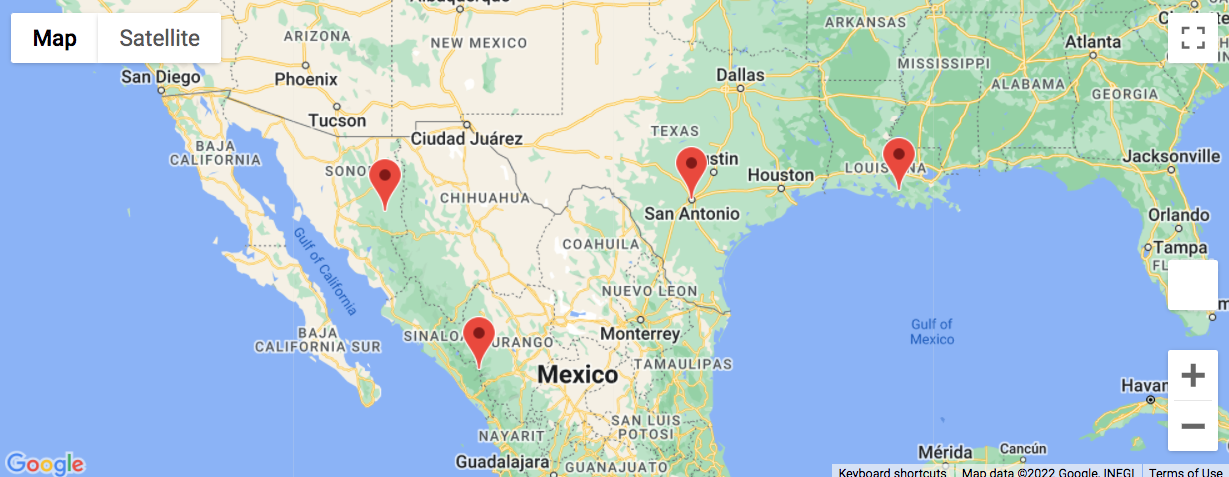 Albuquerque
Map
Satellite
ARIZONA
NEW MEXICO
ARKANSAS
Atlanta
MISSISSIPPI
San Diego
Phoenix
Dallas
ALABAMA
GEORGIA
Tucson
Ciudad Juárez
TEXAS
BAJA
CALIFORNIA
SONO
stin
LOUISIANA
Jacksonville
CHIHUAHUA
Houston
San Antonio
Orlando
Gulf of California
COAHUILA
Tampa
FL
NUEVO LEON
BAJA
CALIFORNIA SUR
SINALOA
DURANGO
Monterrey
Gulf of
Mexico
Mexico
TAMAULIPAS
Havan
SAN LUIS
POTOSI
NAYARIT
Guadalajara
GUANAJUATO
Mérida
Cancún
Google
Keyboard shortcuts
Map data ©2022 Google, INEGI
Terms of Use